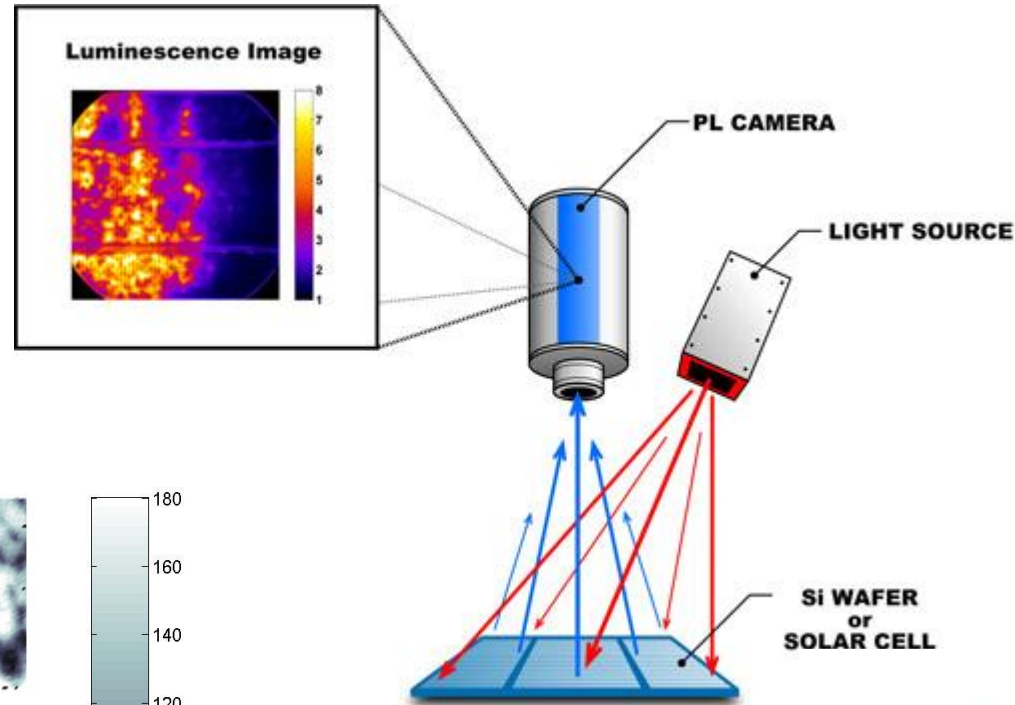 Luminescence Image
8
7
6
5
4
3
2
1
PL CAMERA
LIGHT SOURCE
Si WAFER
or
SOLAR CELL
180
160
140
120